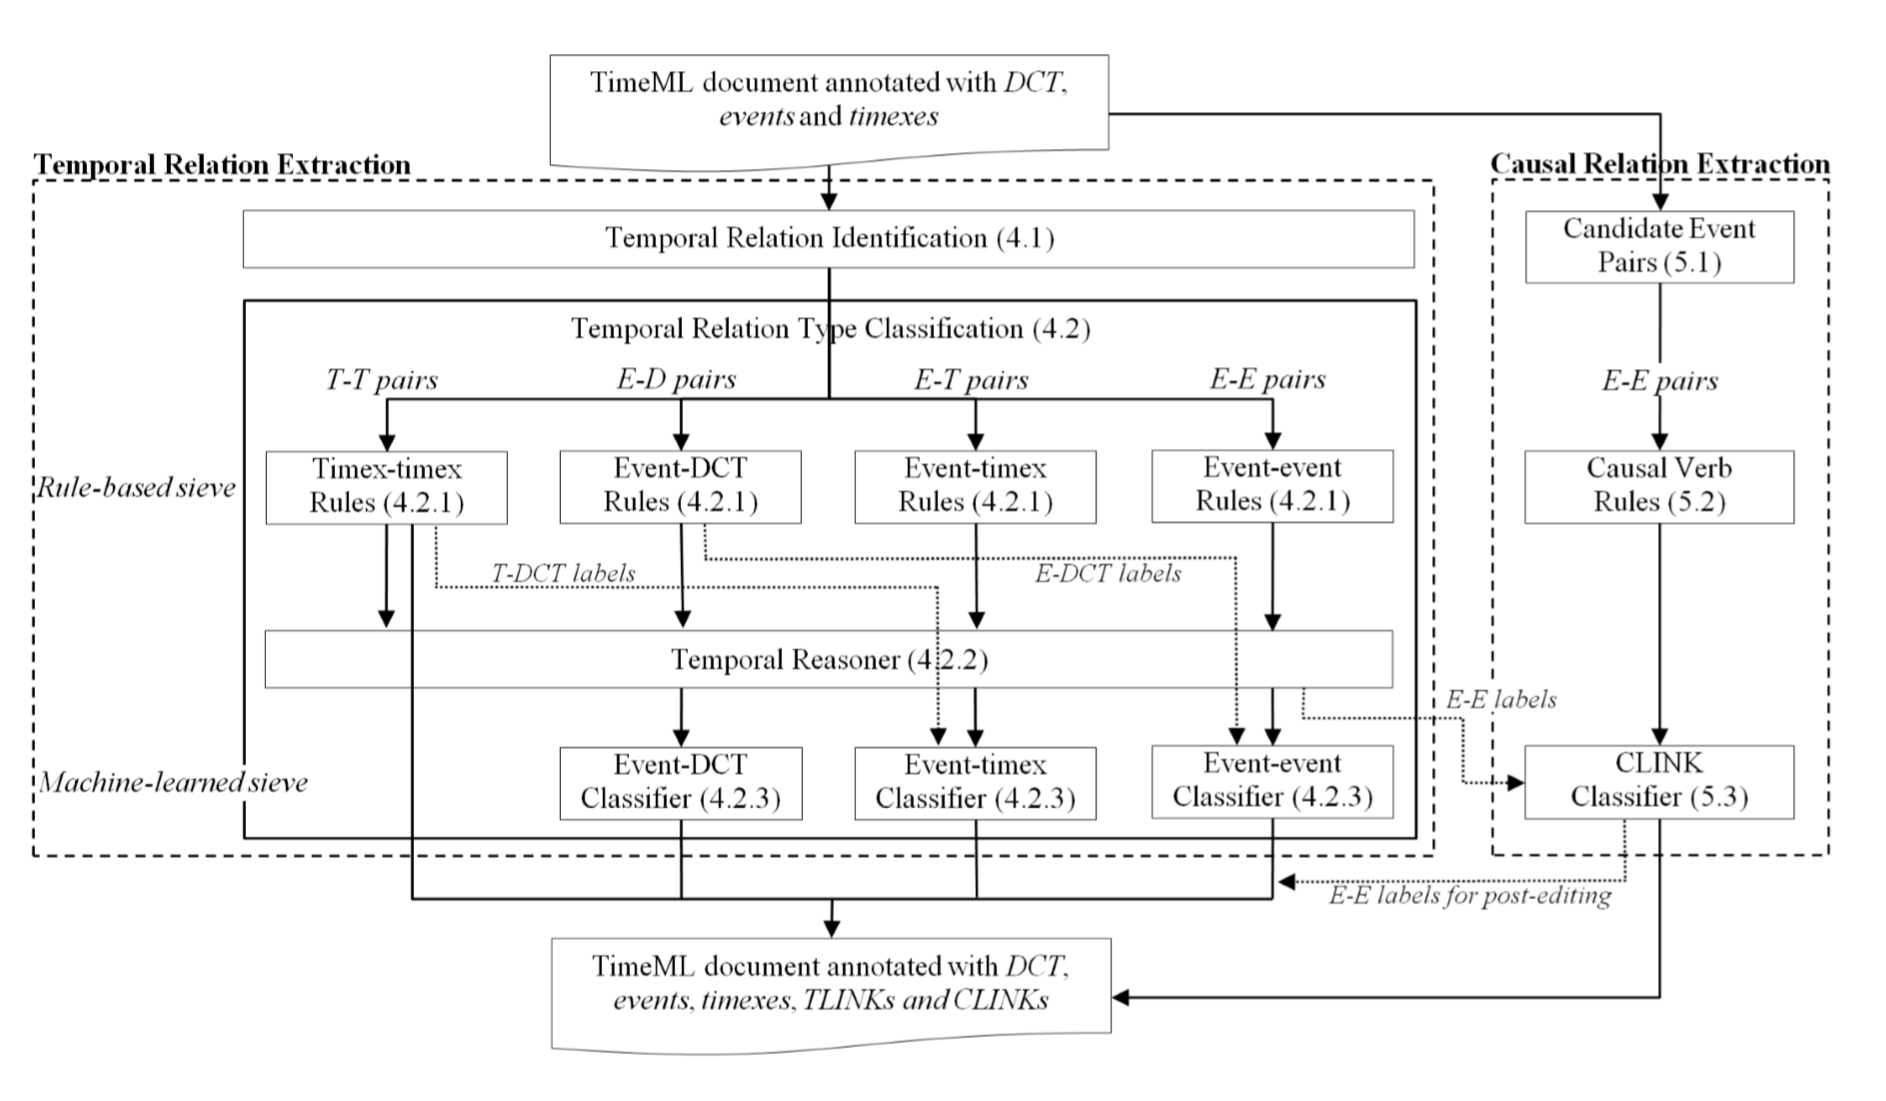 TimeML document annotated with DCT,
events and timexes
Temporal Relation Extraction
Causal Relation Extraction
Temporal Relation Identification (4.1)
Candidate Event
Pairs (5.1)
Temporal Relation Type Classification (4.2)
T-T pairs
E-D pairs
E-T pairs
E-E pairs
E-E pairs
Rule-based sieve
Timex-timex
Rules (4.2.1)
Event-DCT
Rules (4.2.1)
Event-timex
Rules (4.2.1)
Event-event
Rules (4.2.1)
Causal Verb
Rules (5.2)
T-DCT labels
E-DCT labels
Temporal Reasoner (4.2.2)
E-E labels
Machine-learned sieve
Event-DCT
Classifier (4.2.3)
Event-timex
Classifier (4.2.3)
Event-event
Classifier (4.2.3)
CLINK
Classifier (5.3)
E-E labels for post-editing
TimeML document annotated with DCT,
events, timexes, TLINKs and CLINKs